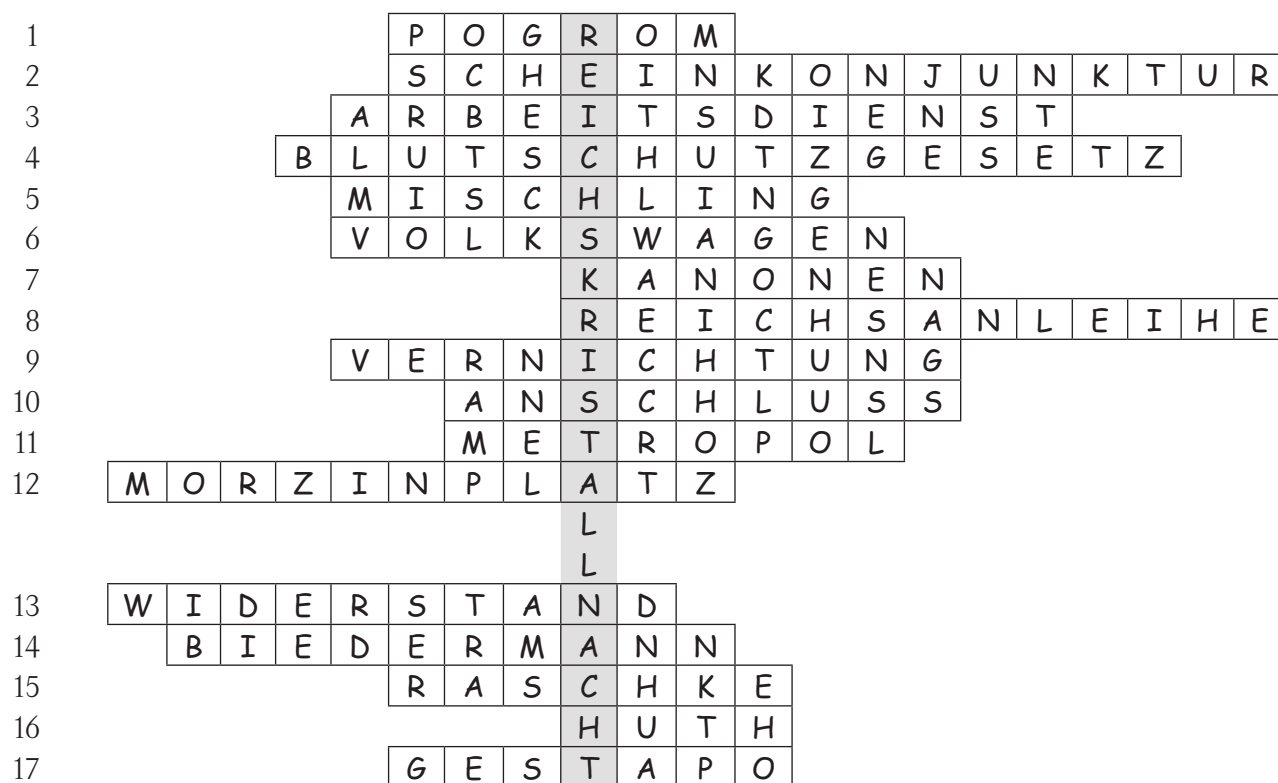 1 POGROM
2 SCHEINKONJUNKTUR
3 ARBEITSDIENST
4 BLUTSCHUTZGESETZ
5 MISCHLING
6 VOLKSWAGEN
7 KANONEN
8 REICHSANLEIHE
9 VERNICHTUNG
10 ANSCHLUSS
11 METROPOL
12 MORZINPLATZ
L
L
13 WIDERSTAND
14 BIEDERMANN
15 RASCHKE
16 HUTH
17 GESTAPO